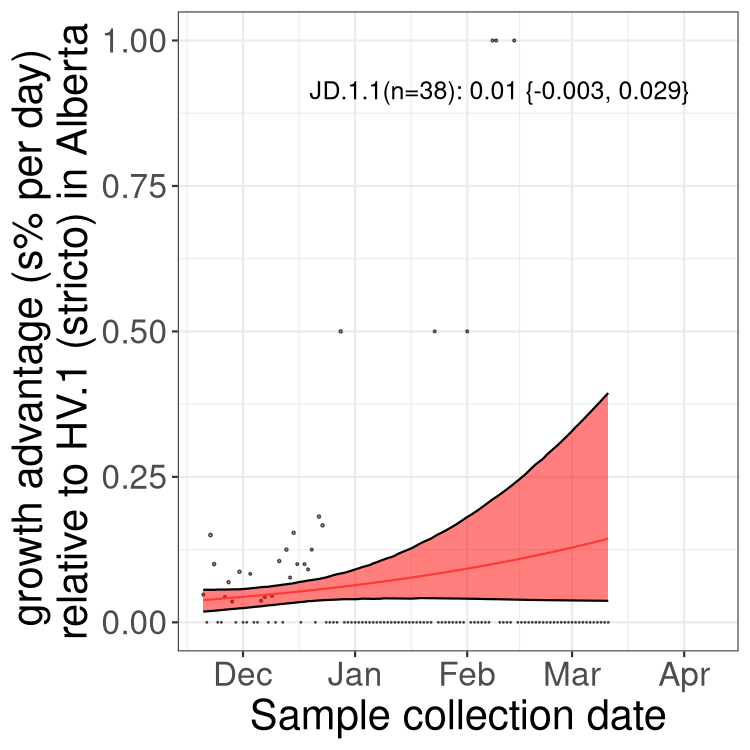 growth advantage (s% per day)
relative to HV.1 (stricto) in Alberta
1.00
0.75
0.50
0.25
0.00
JD.1.1(n=38): 0.01 {-0.003, 0.029}
Dec Jan Feb Mar Apr
Sample collection date